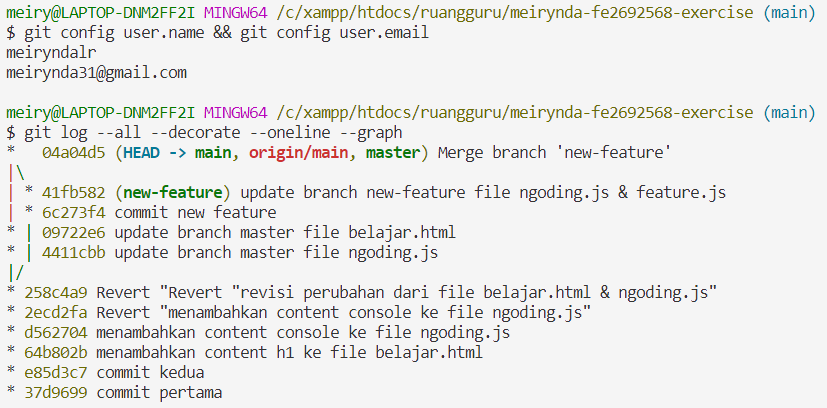 meiry@LAPTOP-DNM2FF2I MINGW64 /c/xampp/htdocs/ruangguru/meirynda-fe2692568-exercise (main)
$ git config user.name && git config user.email
meiryndalr
meirynda31@gmail.com

meiry@LAPTOP-DNM2FF2I MINGW64 /c/xampp/htdocs/ruangguru/meirynda-fe2692568-exercise (main)
$ git log --all --decorate --oneline --graph
*   04a04d5 (HEAD -> main, origin/main, master) Merge branch 'new-feature'
|\
| * 41fb582 (new-feature) update branch new-feature file ngoding.js & feature.js
| * 6c273f4 commit new feature
* | 09722e6 update branch master file belajar.html
* | 4411cbb update branch master file ngoding.js
|/
* 258c4a9 Revert "Revert "revisi perubahan dari file belajar.html & ngoding.js"
* 2ecd2fa Revert "menambahkan content console ke file ngoding.js"
* d562704 menambahkan content console ke file ngoding.js
* 64b802b menambahkan content h1 ke file belajar.html
* e85d3c7 commit kedua
* 37d9699 commit pertama